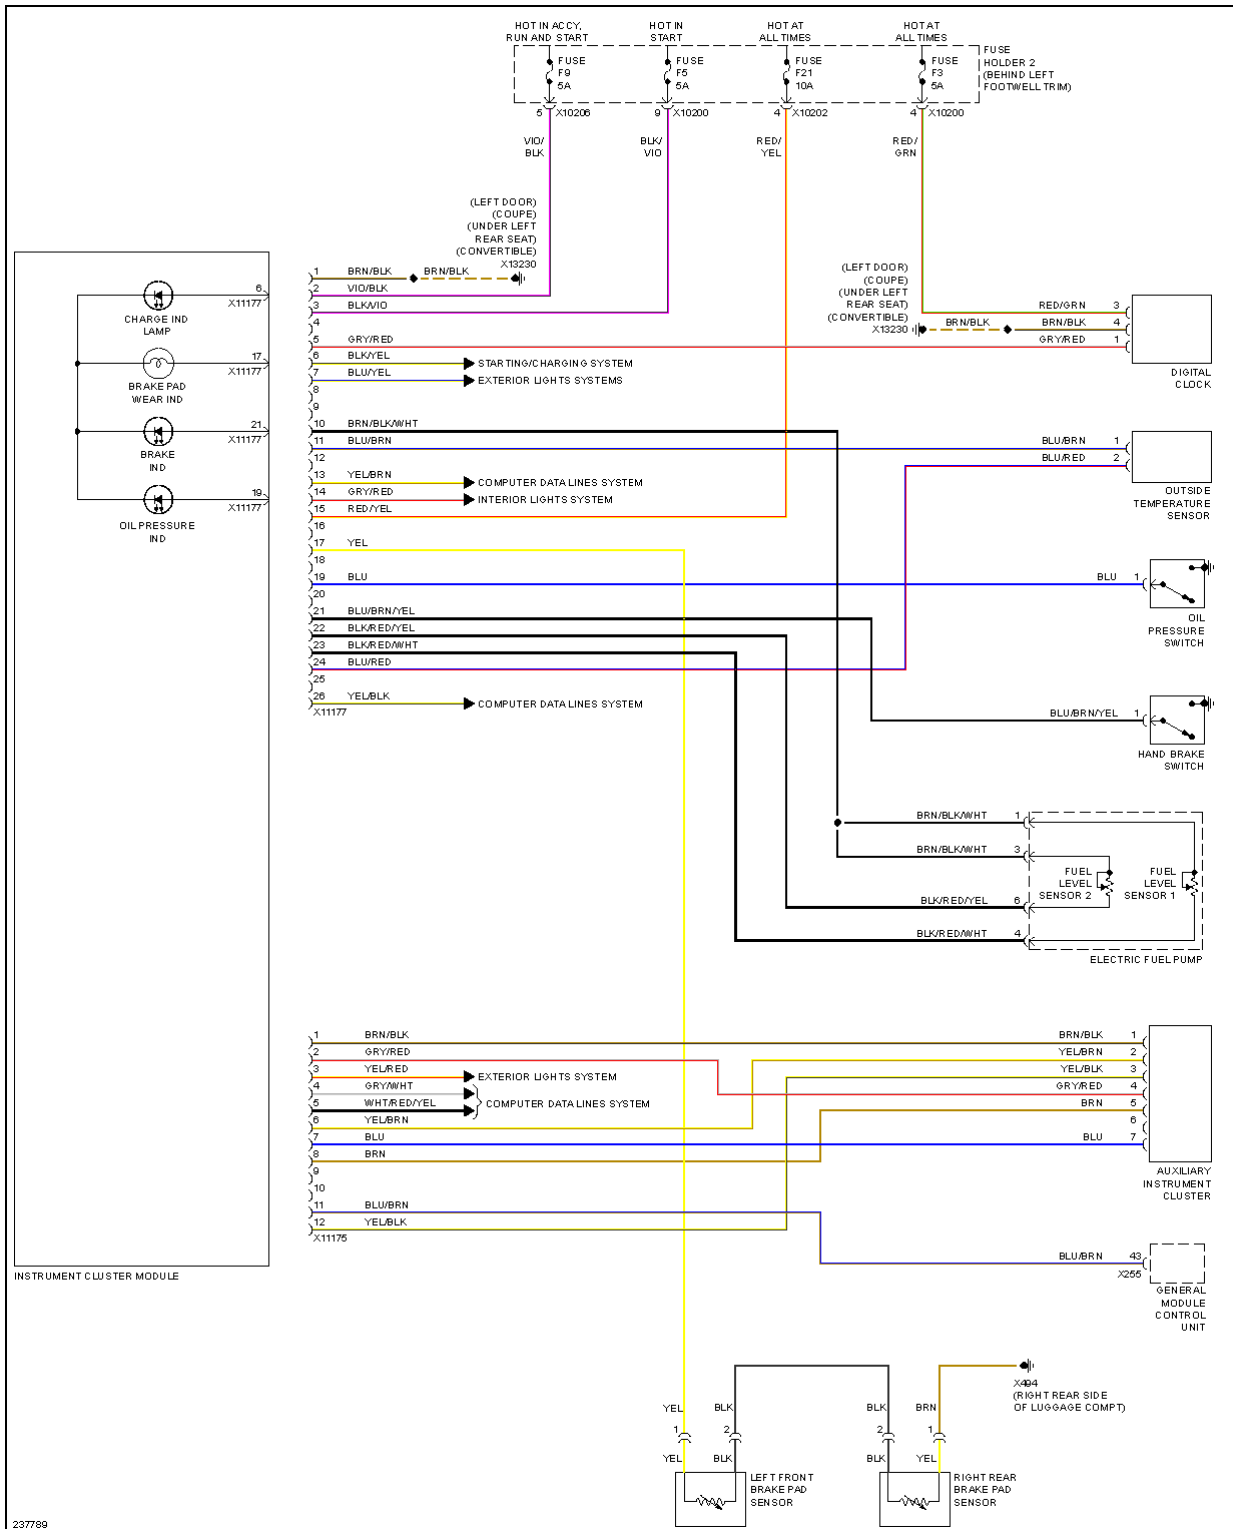 HOT IN ACCY,
RUN AND START
HOT IN
START
HOT AT
ALL TIMES
HOT AT
ALL TIMES
FUSE
F9
5A
FUSE
F5
5A
FUSE
F21
10A
FUSE
F3
5A
FUSE
HOLDER 2
(BEHIND LEFT
FOOTWELL TRIM)
5 X10206
9 X10200
4 X10202
4 X10200
VIO/
BLK
BLK/
VIO
RED/
YEL
RED/
GRN
(LEFT DOOR)
(COUPE)
(UNDER LEFT
REAR SEAT)
(CONVERTIBLE)
X13230
(LEFT DOOR)
(COUPE)
(UNDER LEFT
REAR SEAT)
(CONVERTIBLE)
X13230
BRN/BLK
6
X11177
CHARGE IND
LAMP
17
X11177
BRAKE PAD
WEAR IND
21
X11177
BRAKE
IND
19
X11177
OIL PRESSURE
IND
1 BRN/BLK BRN/BLK
2 VIO/BLK
3 BLK/VIO
4
5 GRY/RED
6 BLK/YEL STARTING/CHARGING SYSTEM
7 BLU/YEL EXTERIOR LIGHTS SYSTEMS
8
9
10 BRN/BLK/WHT
11 BLU/BRN
12
13 YEL/BRN COMPUTER DATA LINES SYSTEM
14 GRY/RED INTERIOR LIGHTS SYSTEM
15 RED/YEL
16
17 YEL
18
19 BLU
20
21 BLU/BRN/YEL
22 BLK/RED/YEL
23 BLK/RED/WHT
24 BLU/RED
25
26 YEL/BLK COMPUTER DATA LINES SYSTEM
X11177
RED/GRN 3
BRN/BLK 4
GRY/RED 1
DIGITAL
CLOCK
BLU/BRN 1
BLU/RED 2
OUTSIDE
TEMPERATURE
SENSOR
BLU 1
OIL
PRESSURE
SWITCH
BLU/BRN/YEL 1
HAND BRAKE
SWITCH
BRN/BLK/WHT 1
BRN/BLK/WHT 3
BLK/RED/YEL 6
BLK/RED/WHT 4
FUEL
LEVEL
SENSOR 2
FUEL
LEVEL
SENSOR 1
ELECTRIC FUEL PUMP
1 BRN/BLK
2 GRY/RED
3 YEL/RED EXTERIOR LIGHTS SYSTEM
4 GRY/WHT
5 WHT/RED/YEL
COMPUTER DATA LINES SYSTEM
6 YEL/BRN
7 BLU
8 BRN
9
10
11 BLU/BRN
12 YEL/BLK
X11175
BRN/BLK 1
YEL/BRN 2
YEL/BLK 3
GRY/RED 4
BRN 5
6
BLU 7
AUXILIARY
INSTRUMENT
CLUSTER
BLU/BRN 43
X255
GENERAL
MODULE
CONTROL
UNIT
INSTRUMENT CLUSTER MODULE
X494
(RIGHT REAR SIDE
OF LUGGAGE COMPT)
YEL BLK BLK BRN
1 2 2 1
YEL BLK BLK YEL
LEFT FRONT
BRAKE PAD
SENSOR
RIGHT REAR
BRAKE PAD
SENSOR
237789